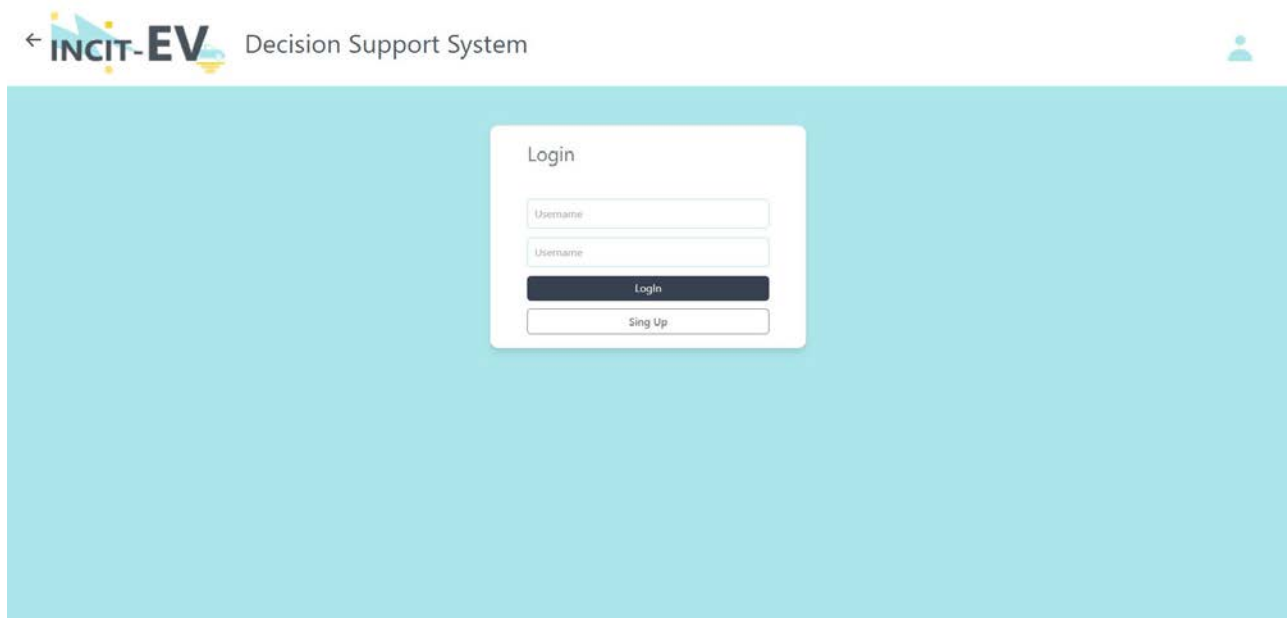 INCIT-EV Decision Support System
Login
Username
Username
LogIn
Sing Up